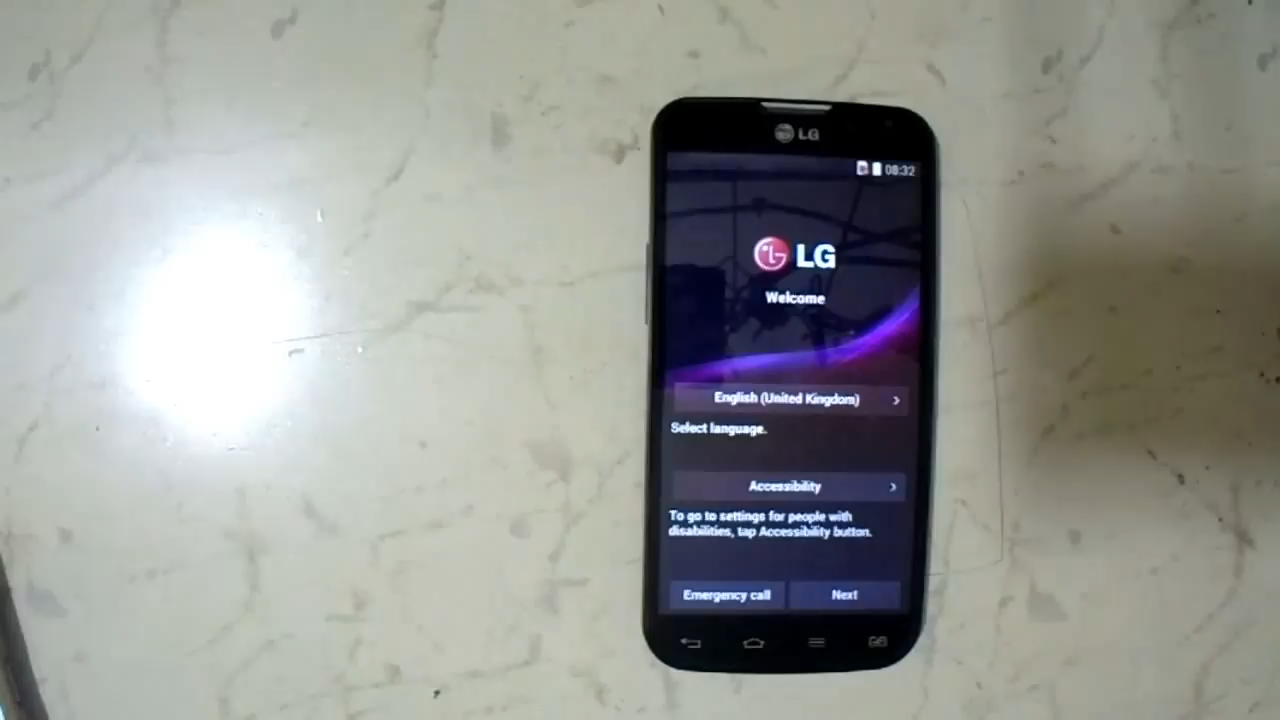 LG
08:32
LG
Welcome
English (United Kingdom)
Select language.
Accessibility
To go to settings for people with
disabilities, tap Accessibility button.
Emergency call
Next